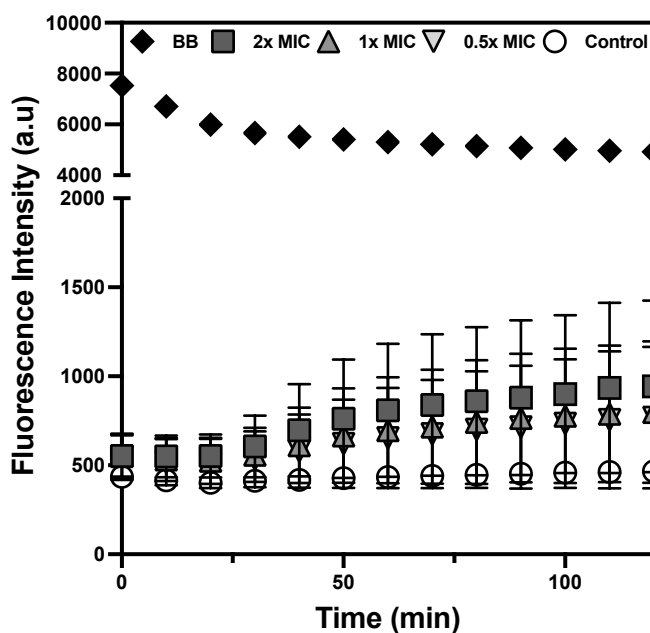 10000
BB 2x MIC 1x MIC 0.5x MIC Control
8000
6000
4000
2000
1500
1000
500
0
Fluorescence Intensity (a.u)
0 50 100
Time (min)